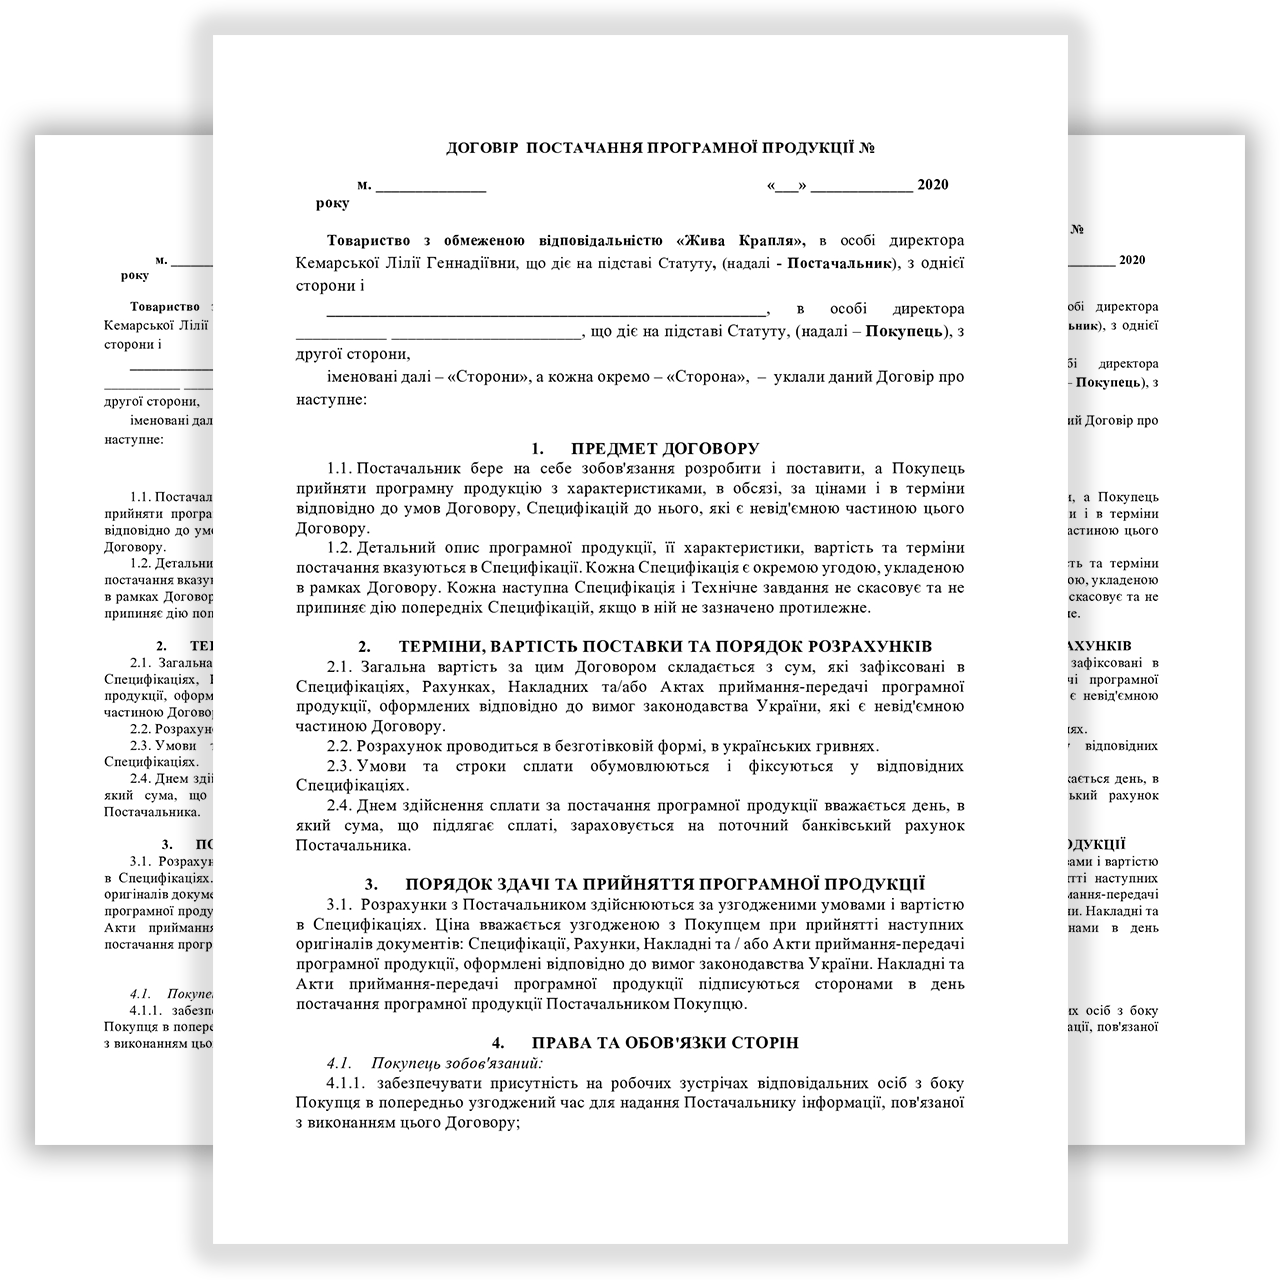 ДОГОВІР ПОСТАЧАННЯ ПРОГРАМНОЇ ПРОДУКЦІЇ №
м. ______________ «___» _____________ 2020
року
Товариство з обмеженою відповідальністю «Жива Крапля», в особі директора
Кемарської Лілії Геннадіївни, що діє на підставі Статуту, (надалі - Постачальник), з однієї
сторони і
________________________________________________________, в особі директора
_______________ ________________________, що діє на підставі Статуту, (надалі – Покупець), з
другої сторони,
іменовані далі – «Сторони», а кожна окремо – «Сторона», – уклали даний Договір про
наступне:
1. ПРЕДМЕТ ДОГОВОРУ
1.1. Постачальник бере на себе зобов'язання розробити і поставити, а Покупець
прийняти програмну продукцію з характеристиками, в обсязі, за цінами і в терміни
відповідно до умов Договору, Специфікацій до нього, які є невід'ємною частиною цього
Договору.
1.2. Детальний опис програмної продукції, її характеристики, вартість та терміни
постачання вказуються в Специфікації. Кожна Специфікація є окремою угодою, укладеною
в рамках Договору. Кожна наступна Специфікація і Технічне завдання не скасовує та не
припиняє дію попередніх Специфікацій, якщо в ній не зазначено протилежне.
2. ТЕРМІНИ, ВАРТІСТЬ ПОСТАВКИ ТА ПОРЯДОК РОЗРАХУНКІВ
2.1. Загальна вартість за цим Договором складається з сум, які зафіксовані в
Специфікаціях, Рахунках, Накладних та/або Актах приймання-передачі програмної
продукції, оформлених відповідно до вимог законодавства України, які є невід'ємною
частиною Договору.
2.2. Розрахунок проводиться в безготівковій формі, в українських гривнях.
2.3. Умови та строки сплати обумовлюються і фіксуються у відповідних
Специфікаціях.
2.4. Днем здійснення сплати за постачання програмної продукції вважається день, в
який сума, що підлягає сплаті, зараховується на поточний банківський рахунок
Постачальника.
3. ПОРЯДОК ЗДАЧІ ТА ПРИЙНЯТТЯ ПРОГРАМНОЇ ПРОДУКЦІЇ
3.1. Розрахунки з Постачальником здійснюються за узгодженими умовами і вартістю
в Специфікаціях. Ціна вважається узгодженою з Покупцем при прийнятті наступних
оригіналів документів: Специфікації, Рахунки, Накладні та / або Акти приймання-передачі
програмної продукції, оформлені відповідно до вимог законодавства України. Накладні та
Акти приймання-передачі програмної продукції підписуються сторонами в день
постачання програмної продукції Постачальником Покупцю.
4. ПРАВА ТА ОБОВ'ЯЗКИ СТОРІН
4.1. Покупець зобов'язаний:
4.1.1. забезпечувати присутність на робочих зустрічах відповідальних осіб з боку
Покупця в попередньо узгоджений час для надання Постачальнику інформації, пов'язаної
з виконанням цього Договору;